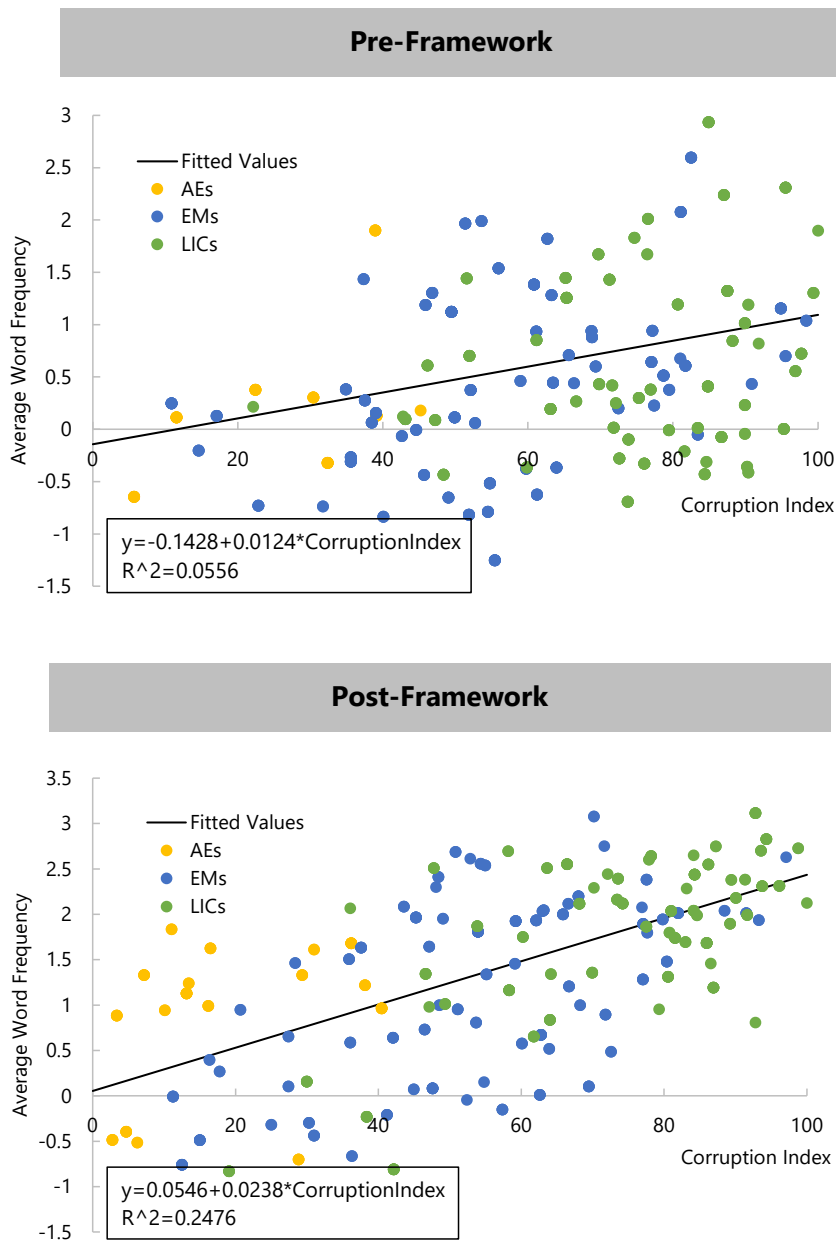 Pre-Framework
3
2.5
2
1.5
1
0.5
0
-0.5
-1
-1.5
Average Word Frequency
Fitted Values
AEs
EMs
LICs
0 20 40 60 80 100
Corruption Index
y=-0.1428+0.0124*CorruptionIndex
R^2=0.0556
Post-Framework
3.5
3
2.5
2
1.5
1
0.5
0
-0.5
-1
-1.5
Average Word Frequency
Fitted Values
AEs
EMs
LICs
0 20 40 60 80 100
Corruption Index
y=0.0546+0.0238*CorruptionIndex
R^2=0.2476